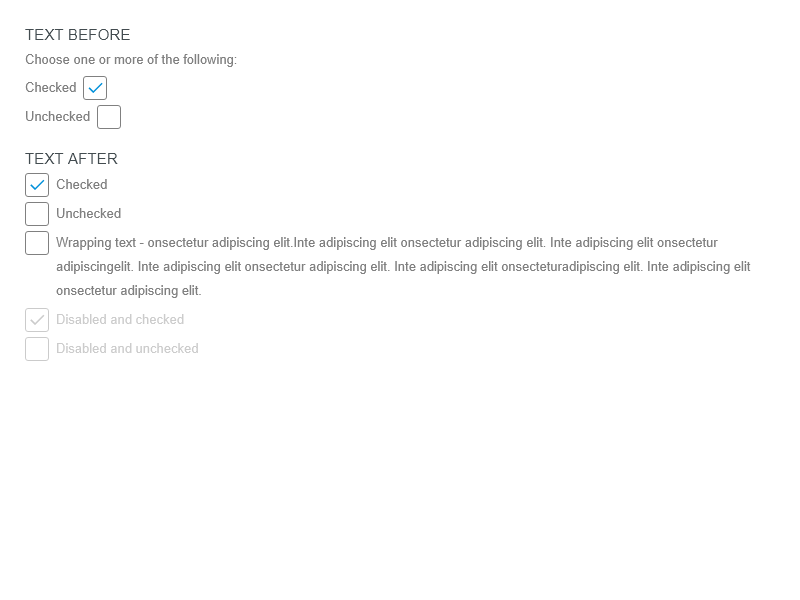 TEXT BEFORE
Choose one or more of the following:
Checked
Unchecked
TEXT AFTER
Checked
Unchecked
Wrapping text - onsectetur adipiscing elit.Inte adipiscing elit onsectetur adipiscing elit. Inte adipiscing elit onsectetur
adipiscingelit. Inte adipiscing elit onsectetur adipiscing elit. Inte adipiscing elit onsecteturadipiscing elit. Inte adipiscing elit
onsectetur adipiscing elit.
Disabled and checked
Disabled and unchecked